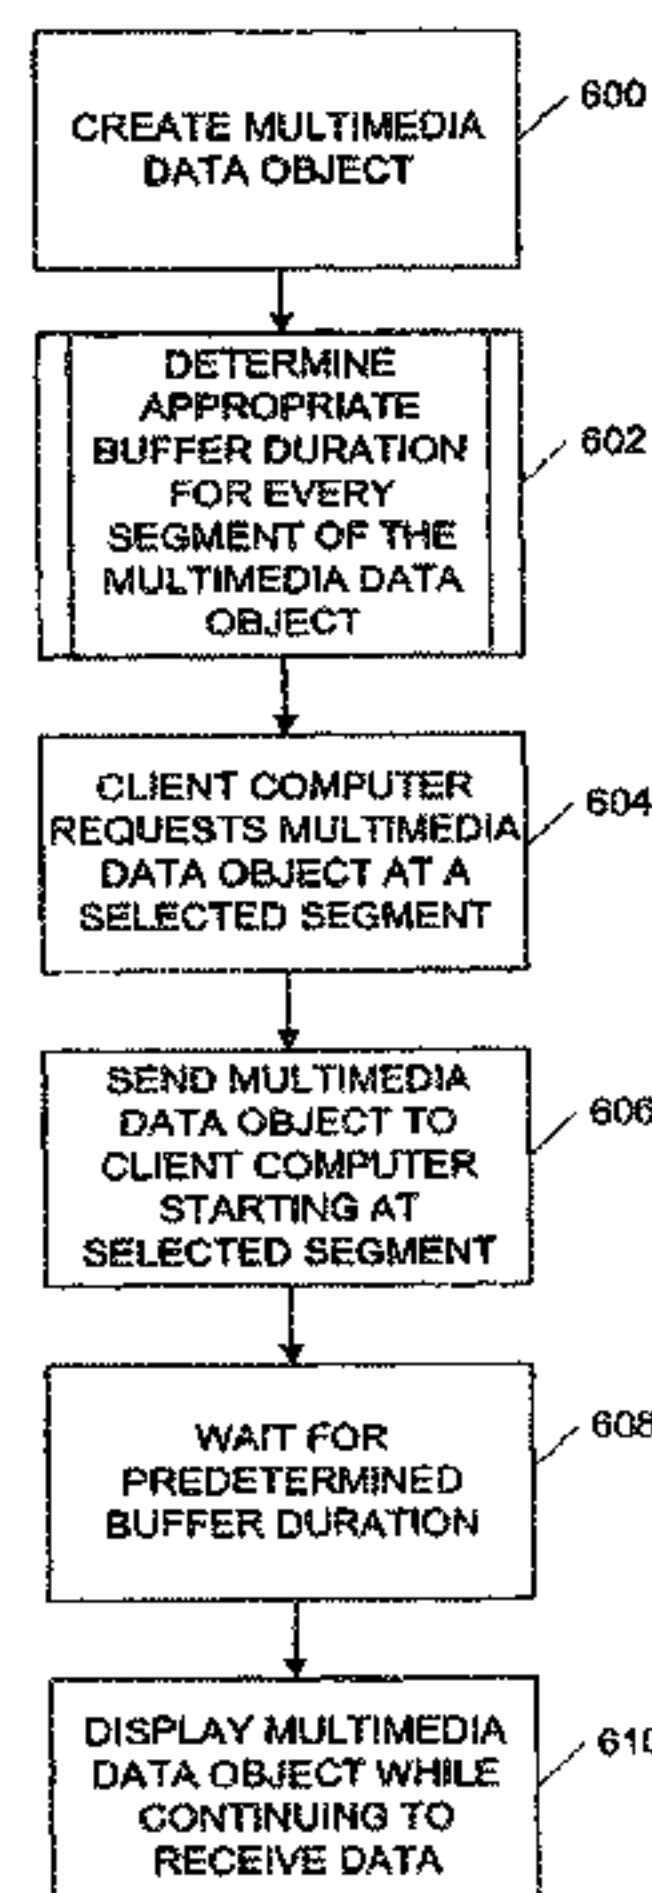 CREATE MULTIMEDIA
DATA OBJECT
600
DETERMINE
APPROPRIATE
BUFFER DURATION
FOR EVERY
SEGMENT OF THE
MULTIMEDIA DATA
OBJECT
602
CLIENT COMPUTER
REQUESTS MULTIMEDIA
DATA OBJECT AT A
SELECTED SEGMENT
604
SEND MULTIMEDIA
DATA OBJECT TO
CLIENT COMPUTER
STARTING AT
SELECTED SEGMENT
606
WAIT FOR
PREDETERMINED
BUFFER DURATION
608
DISPLAY MULTIMEDIA
DATA OBJECT WHILE
CONTINUING TO
RECEIVE DATA
610